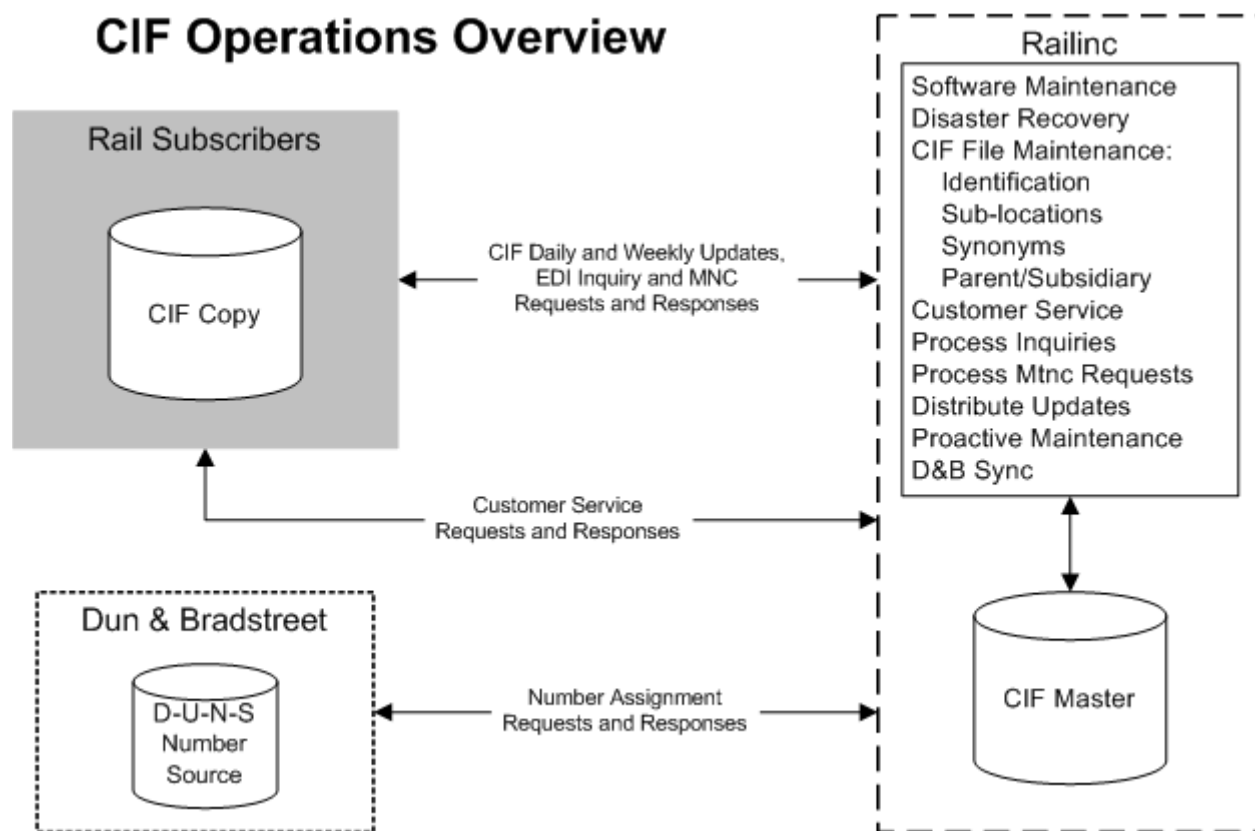 CIF Operations Overview
Rail Subscribers
CIF Copy
CIF Daily and Weekly Updates,
EDI Inquiry and MNC
Requests and Responses
Customer Service
Requests and Responses
Dun & Bradstreet
D-U-N-S
Number
Source
Number Assignment
Requests and Responses
Railinc
Software Maintenance
Disaster Recovery
CIF File Maintenance:
Identification
Sub-locations
Synonyms
Parent/Subsidiary
Customer Service
Process Inquiries
Process Mtnc Requests
Distribute Updates
Proactive Maintenance
D&B Sync
CIF Master